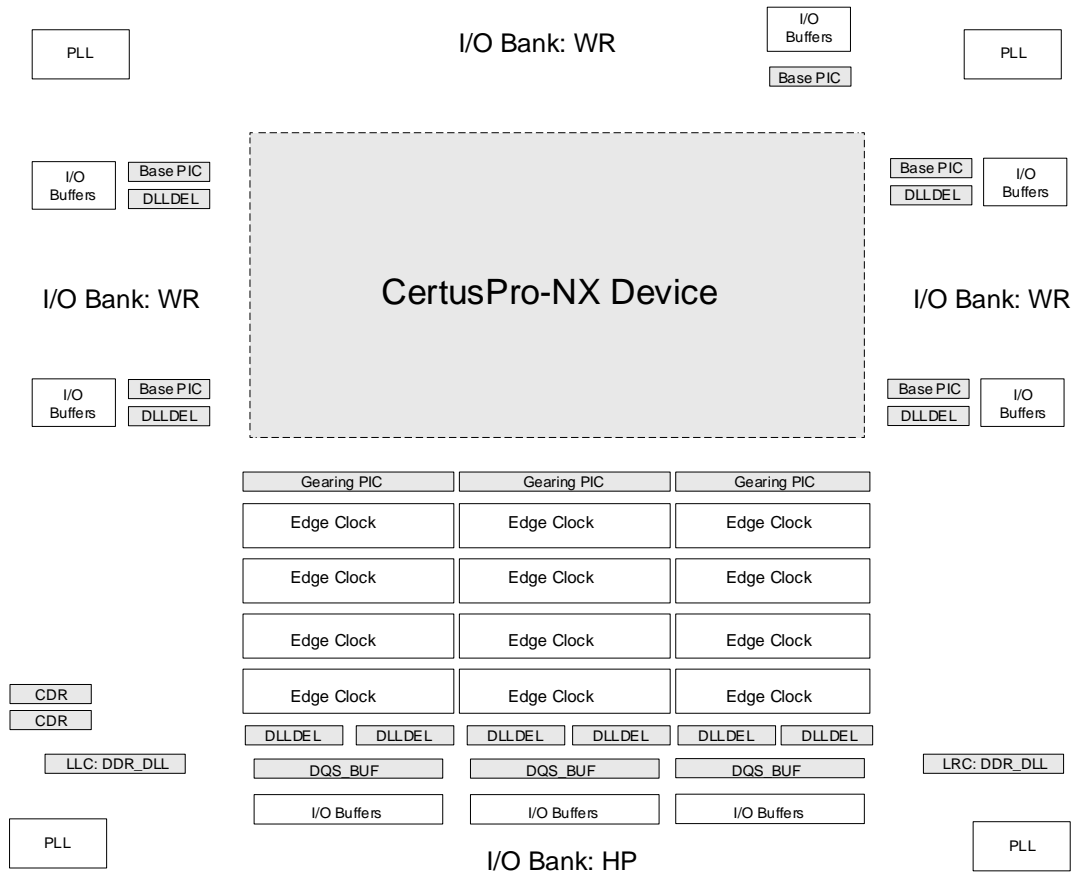 PLL
I/O Bank: WR
I/O
Buffers
Base PIC
PLL
I/O
Buffers
Base PIC
DLLDEL
Base PIC
DLLDEL
I/O
Buffers
I/O Bank: WR
CertusPro-NX Device
I/O Bank: WR
I/O
Buffers
Base PIC
DLLDEL
Base PIC
DLLDEL
I/O
Buffers
Gearing PIC
Gearing PIC
Gearing PIC
Edge Clock
Edge Clock
Edge Clock
Edge Clock
Edge Clock
Edge Clock
Edge Clock
Edge Clock
Edge Clock
Edge Clock
Edge Clock
Edge Clock
CDR
CDR
DLLDEL
DLLDEL
DLLDEL
DLLDEL
DLLDEL
DLLDEL
LLC: DDR_DLL
DQS_BUF
DQS_BUF
DQS_BUF
LRC: DDR_DLL
I/O Buffers
I/O Buffers
I/O Buffers
PLL
I/O Bank: HP
PLL